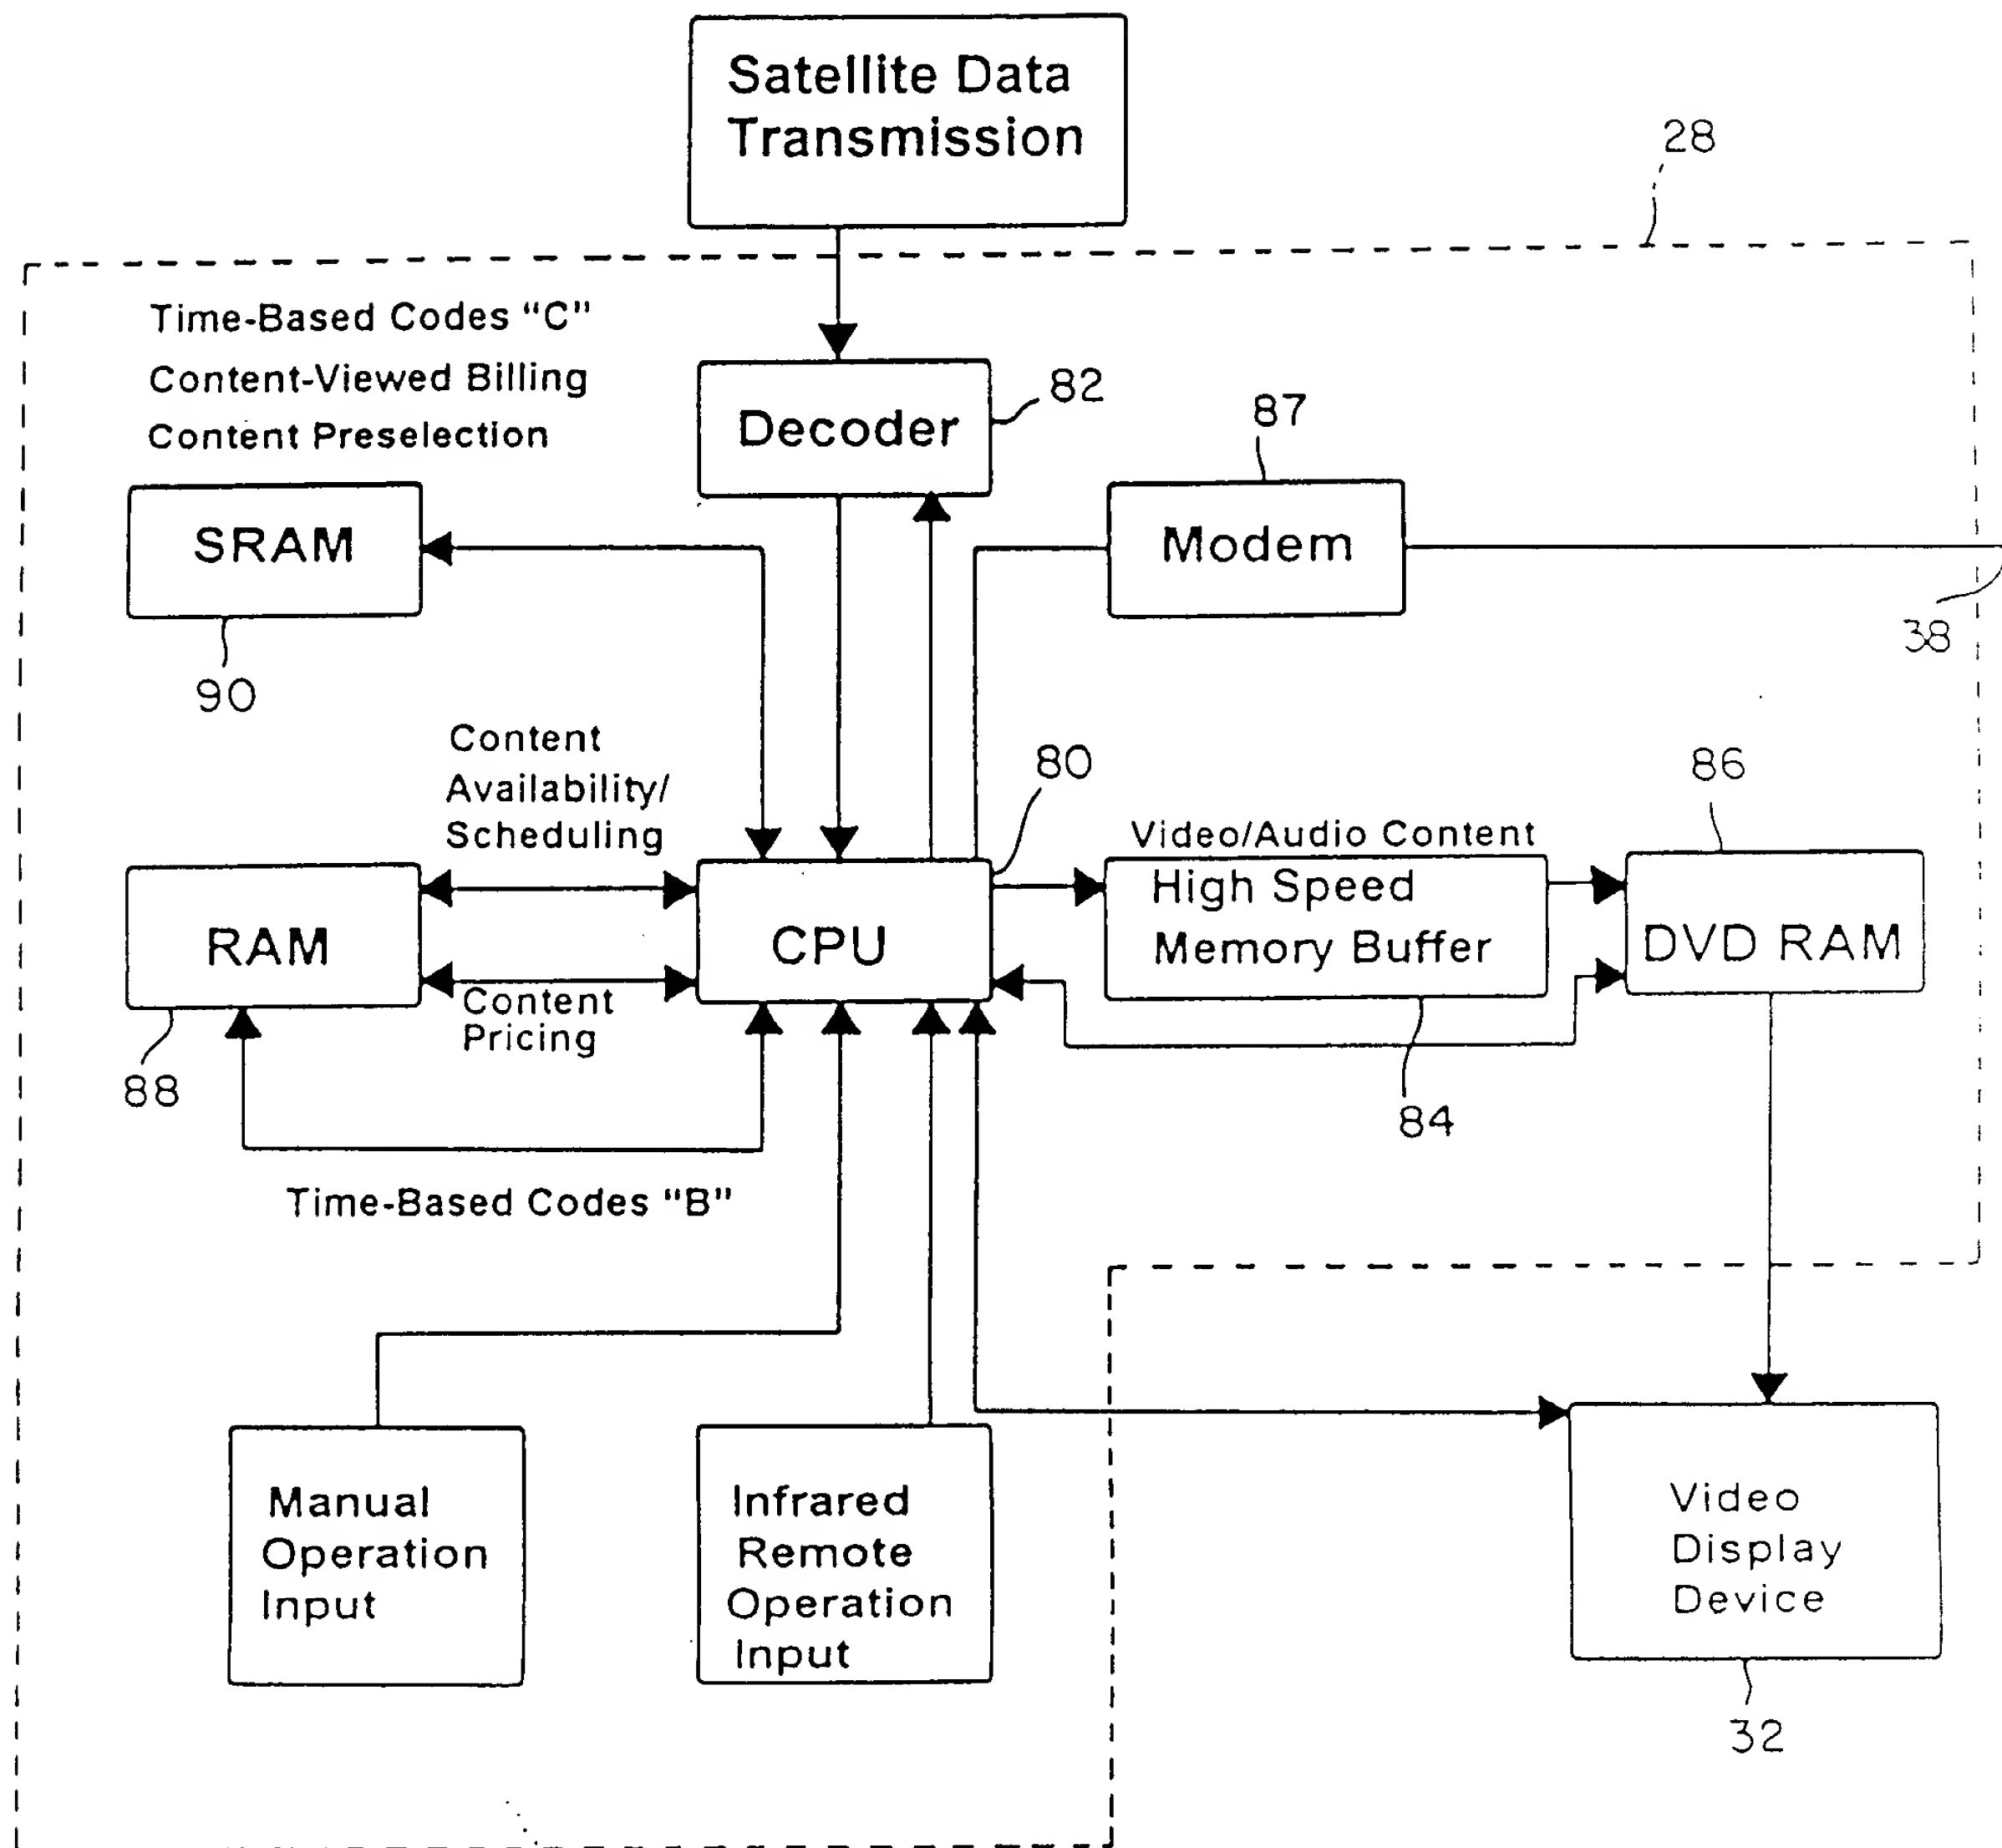 Satellite Data
Transmission
28
Time-Based Codes "C"
Content-Viewed Billing
Content Preselection
Decoder
82
87
SRAM
Modem
90
38
Content
Availability/
Scheduling
80
86
Video/Audio Content
RAM
CPU
High Speed
Memory Buffer
DVD RAM
Content
Pricing
88
84
Time-Based Codes "B"
Manual
Operation
Input
Infrared
Remote
Operation
Input
Video
Display
Device
32